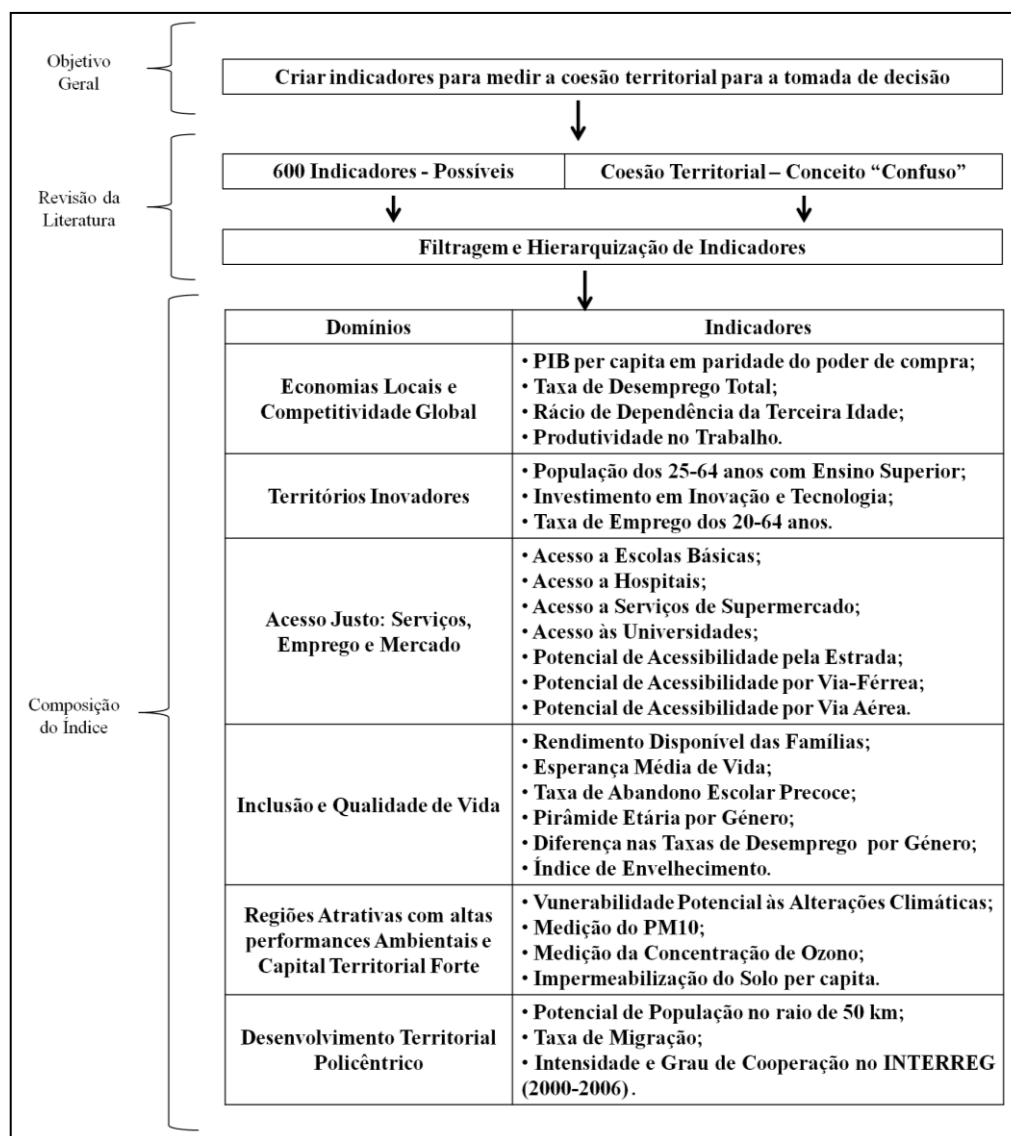 Objetivo
Geral
Criar indicadores para medir a coesão territorial para a tomada de decisão
Revisão da
Literatura
600 Indicadores - Possíveis
Coesão Territorial – Conceito “Confuso”
Filtragem e Hierarquização de Indicadores
Composição
do Índice
Domínios
Indicadores
Economias Locais e
Competitividade Global
• PIB per capita em paridade do poder de compra;
• Taxa de Desemprego Total;
• Rácio de Dependência da Terceira Idade;
• Produtividade no Trabalho.
Territórios Inovadores
• População dos 25-64 anos com Ensino Superior;
• Investimento em Inovação e Tecnologia;
• Taxa de Emprego dos 20-64 anos.
Acesso Justo: Serviços,
Emprego e Mercado
• Acesso a Escolas Básicas;
• Acesso a Hospitais;
• Acesso a Serviços de Supermercado;
• Acesso às Universidades;
• Potencial de Acessibilidade pela Estrada;
• Potencial de Acessibilidade por Via-Férrea;
• Potencial de Acessibilidade por Via Aérea.
Inclusão e Qualidade de Vida
• Rendimento Disponível das Famílias;
• Esperança Média de Vida;
• Taxa de Abandono Escolar Precoce;
• Pirâmide Etária por Género;
• Diferença nas Taxas de Desemprego por Género;
• Índice de Envelhecimento.
Regiões Atrativas com altas
performances Ambientais e
Capital Territorial Forte
• Vunerabilidade Potencial às Alterações Climáticas;
• Medição do PM10;
• Medição da Concentração de Ozono;
• Impermeabilização do Solo per capita.
Desenvolvimento Territorial
Policêntrico
• Potencial de População no raio de 50 km;
• Taxa de Migração;
• Intensidade e Grau de Cooperação no INTERREG
(2000-2006).